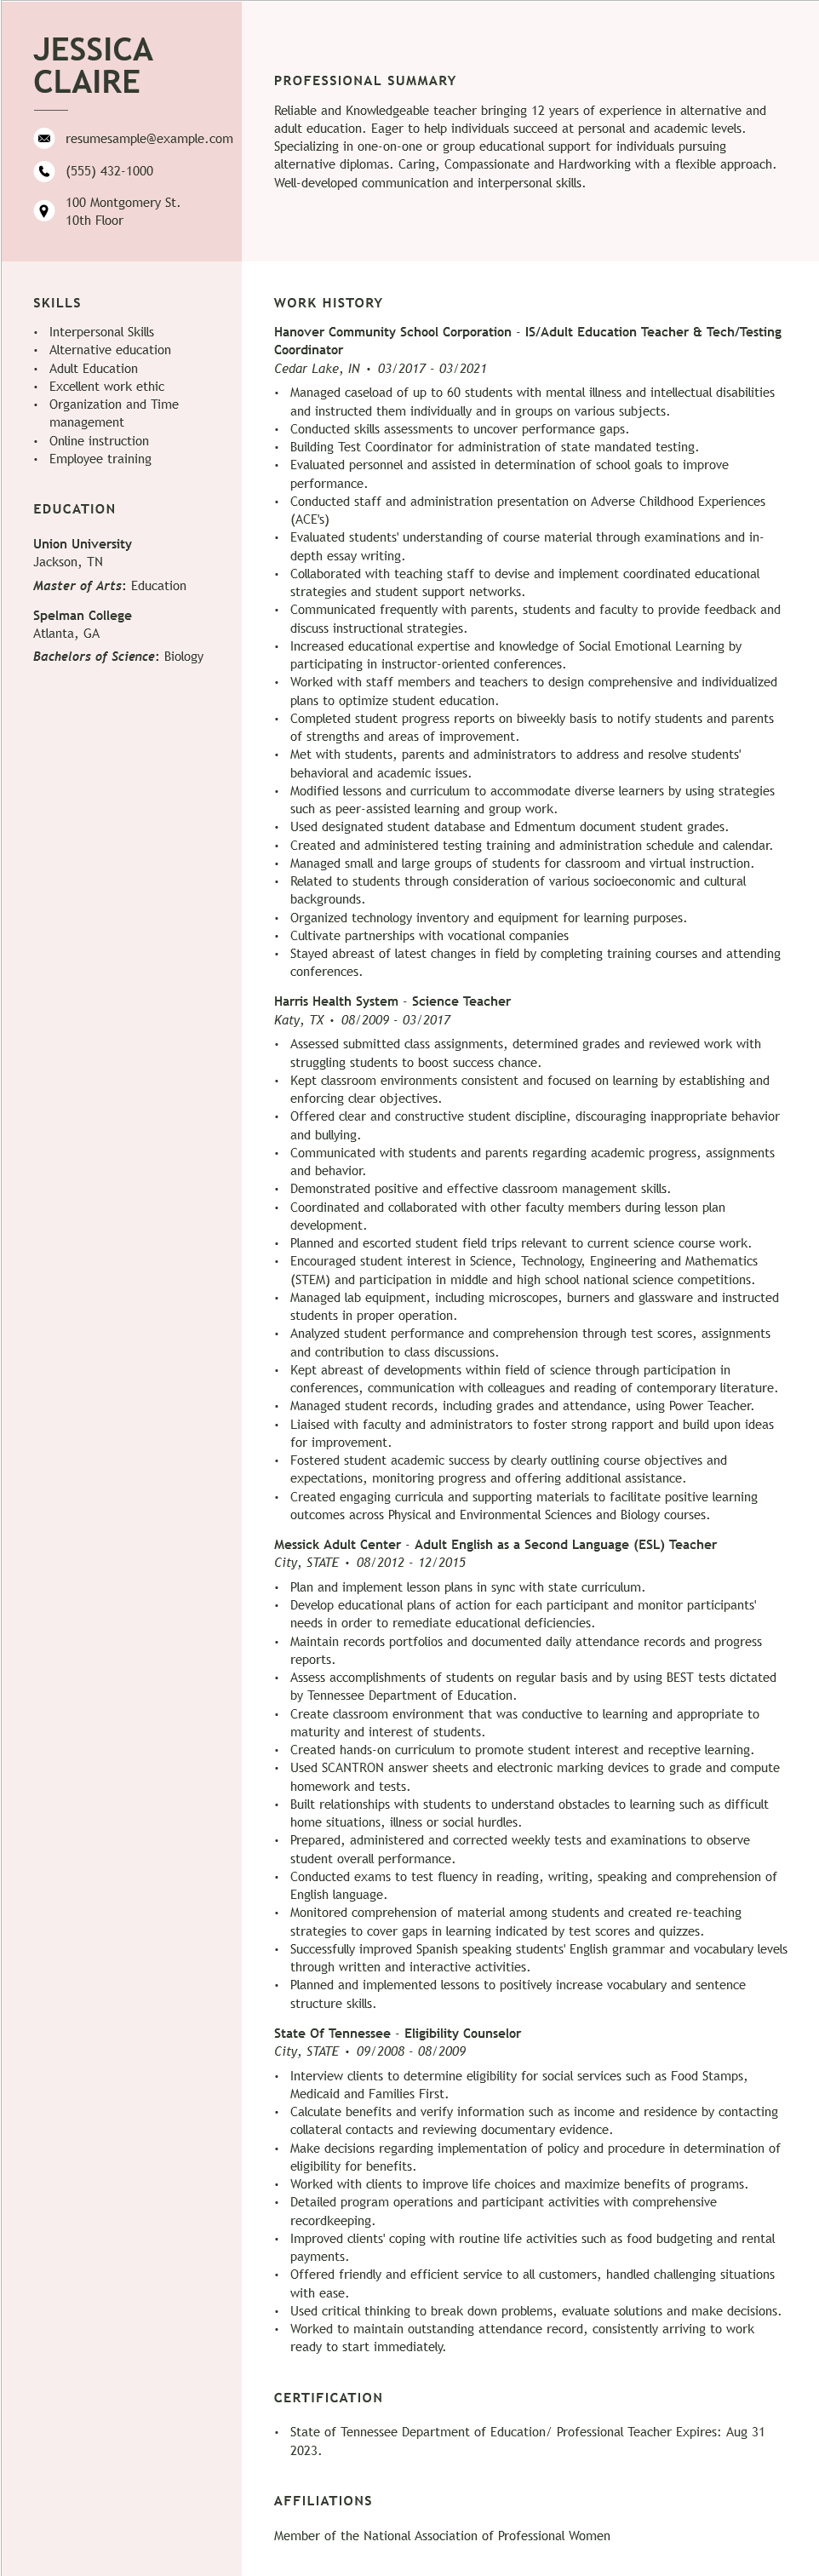 JESSICA
CLAIRE
resumesample@example.com
(555) 432-1000
100 Montgomery St.
10th Floor
PROFESSIONAL SUMMARY
Reliable and Knowledgeable teacher bringing 12 years of experience in alternative and
adult education. Eager to help individuals succeed at personal and academic levels.
Specializing in one-on-one or group educational support for individuals pursuing
alternative diplomas. Caring, Compassionate and Hardworking with a flexible approach.
Well-developed communication and interpersonal skills.
SKILLS
• Interpersonal Skills
• Alternative education
• Adult Education
• Excellent work ethic
• Organization and Time
management
• Online instruction
• Employee training
EDUCATION
Union University
Jackson, TN
Master of Arts: Education
Spelman College
Atlanta, GA
Bachelors of Science: Biology
WORK HISTORY
Hanover Community School Corporation - IS/Adult Education Teacher & Tech/Testing
Coordinator
Cedar Lake, IN • 03/2017 - 03/2021
• Managed caseload of up to 60 students with mental illness and intellectual disabilities
and instructed them individually and in groups on various subjects.
• Conducted skills assessments to uncover performance gaps.
• Building Test Coordinator for administration of state mandated testing.
• Evaluated personnel and assisted in determination of school goals to improve
performance.
• Conducted staff and administration presentation on Adverse Childhood Experiences
(ACE's)
• Evaluated students' understanding of course material through examinations and in-
depth essay writing.
• Collaborated with teaching staff to devise and implement coordinated educational
strategies and student support networks.
• Communicated frequently with parents, students and faculty to provide feedback and
discuss instructional strategies.
• Increased educational expertise and knowledge of Social Emotional Learning by
participating in instructor-oriented conferences.
• Worked with staff members and teachers to design comprehensive and individualized
plans to optimize student education.
• Completed student progress reports on biweekly basis to notify students and parents
of strengths and areas of improvement.
• Met with students, parents and administrators to address and resolve students'
behavioral and academic issues.
• Modified lessons and curriculum to accommodate diverse learners by using strategies
such as peer-assisted learning and group work.
• Used designated student database and Edmentum document student grades.
• Created and administered testing training and administration schedule and calendar.
• Managed small and large groups of students for classroom and virtual instruction.
• Related to students through consideration of various socioeconomic and cultural
backgrounds.
• Organized technology inventory and equipment for learning purposes.
• Cultivate partnerships with vocational companies
• Stayed abreast of latest changes in field by completing training courses and attending
conferences.
Harris Health System - Science Teacher
Katy, TX • 08/2009 - 03/2017
• Assessed submitted class assignments, determined grades and reviewed work with
struggling students to boost success chance.
• Kept classroom environments consistent and focused on learning by establishing and
enforcing clear objectives.
• Offered clear and constructive student discipline, discouraging inappropriate behavior
and bullying.
• Communicated with students and parents regarding academic progress, assignments
and behavior.
• Demonstrated positive and effective classroom management skills.
• Coordinated and collaborated with other faculty members during lesson plan
development.
• Planned and escorted student field trips relevant to current science course work.
• Encouraged student interest in Science, Technology, Engineering and Mathematics
(STEM) and participation in middle and high school national science competitions.
• Managed lab equipment, including microscopes, burners and glassware and instructed
students in proper operation.
• Analyzed student performance and comprehension through test scores, assignments
and contribution to class discussions.
• Kept abreast of developments within field of science through participation in
conferences, communication with colleagues and reading of contemporary literature.
• Managed student records, including grades and attendance, using Power Teacher.
• Liaised with faculty and administrators to foster strong rapport and build upon ideas
for improvement.
• Fostered student academic success by clearly outlining course objectives and
expectations, monitoring progress and offering additional assistance.
• Created engaging curricula and supporting materials to facilitate positive learning
outcomes across Physical and Environmental Sciences and Biology courses.
Messick Adult Center - Adult English as a Second Language (ESL) Teacher
City, STATE • 08/2012 - 12/2015
• Plan and implement lesson plans in sync with state curriculum.
• Develop educational plans of action for each participant and monitor participants'
needs in order to remediate educational deficiencies.
• Maintain records portfolios and documented daily attendance records and progress
reports.
• Assess accomplishments of students on regular basis and by using BEST tests dictated
by Tennessee Department of Education.
• Create classroom environment that was conductive to learning and appropriate to
maturity and interest of students.
• Created hands-on curriculum to promote student interest and receptive learning.
• Used SCANTRON answer sheets and electronic marking devices to grade and compute
homework and tests.
• Built relationships with students to understand obstacles to learning such as difficult
home situations, illness or social hurdles.
• Prepared, administered and corrected weekly tests and examinations to observe
student overall performance.
• Conducted exams to test fluency in reading, writing, speaking and comprehension of
English language.
• Monitored comprehension of material among students and created re-teaching
strategies to cover gaps in learning indicated by test scores and quizzes.
• Successfully improved Spanish speaking students' English grammar and vocabulary levels
through written and interactive activities.
• Planned and implemented lessons to positively increase vocabulary and sentence
structure skills.
State Of Tennessee - Eligibility Counselor
City, STATE • 09/2008 - 08/2009
• Interview clients to determine eligibility for social services such as Food Stamps,
Medicaid and Families First.
• Calculate benefits and verify information such as income and residence by contacting
collateral contacts and reviewing documentary evidence.
• Make decisions regarding implementation of policy and procedure in determination of
eligibility for benefits.
• Worked with clients to improve life choices and maximize benefits of programs.
• Detailed program operations and participant activities with comprehensive
recordkeeping.
• Improved clients' coping with routine life activities such as food budgeting and rental
payments.
• Offered friendly and efficient service to all customers, handled challenging situations
with ease.
• Used critical thinking to break down problems, evaluate solutions and make decisions.
• Worked to maintain outstanding attendance record, consistently arriving to work
ready to start immediately.
CERTIFICATION
• State of Tennessee Department of Education/ Professional Teacher Expires: Aug 31
2023.
AFFILIATIONS
Member of the National Association of Professional Women